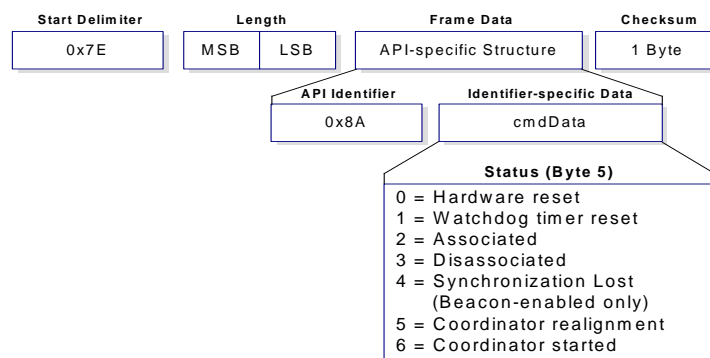 Start Delimiter Length Frame Data Checksum
0x7E MSB LSB API-specific Structure 1 Byte
API Identifier Identifier-specific Data
0x8A cmdData
Status (Byte 5)
0 = Hardware reset
1 = Watchdog timer reset
2 = Associated
3 = Disassociated
4 = Synchronization Lost
(Beacon-enabled only)
5 = Coordinator realignment
6 = Coordinator started